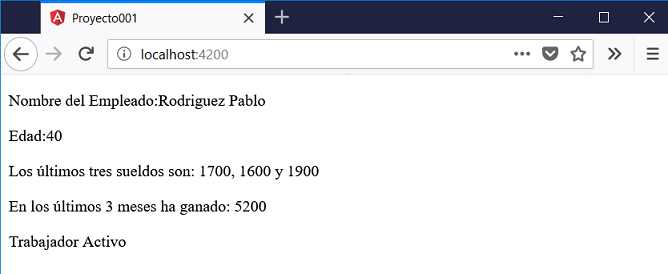 Proyecto001
localhost:4200
Nombre del Empleado:Rodriguez Pablo
Edad:40
Los últimos tres sueldos son: 1700, 1600 y 1900
En los últimos 3 meses ha ganado: 5200
Trabajador Activo